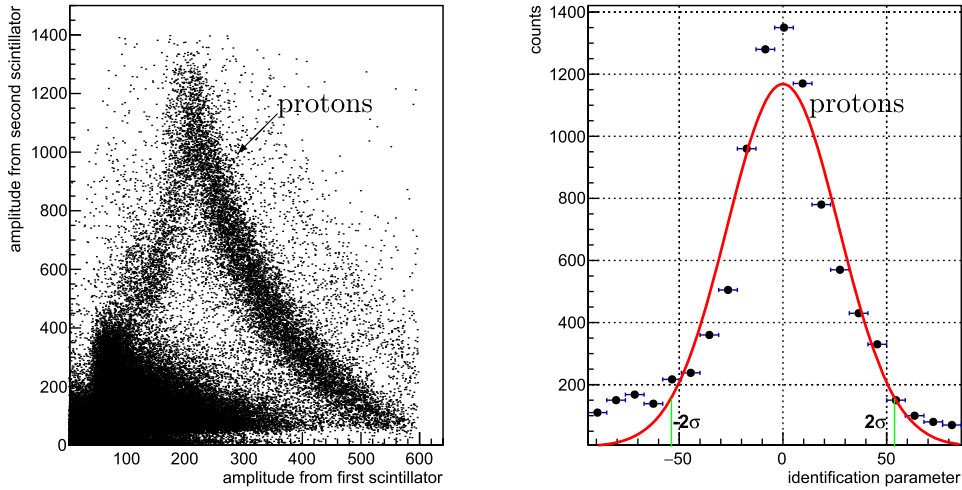 amplitude from second scintillator
1400
1200
1000
800
600
400
200
0
protons
100 200 300 400 500 600
amplitude from first scintillator
counts
1400
1200
1000
800
600
400
200
protons
-2σ
2σ
−50 0 50
identification parameter